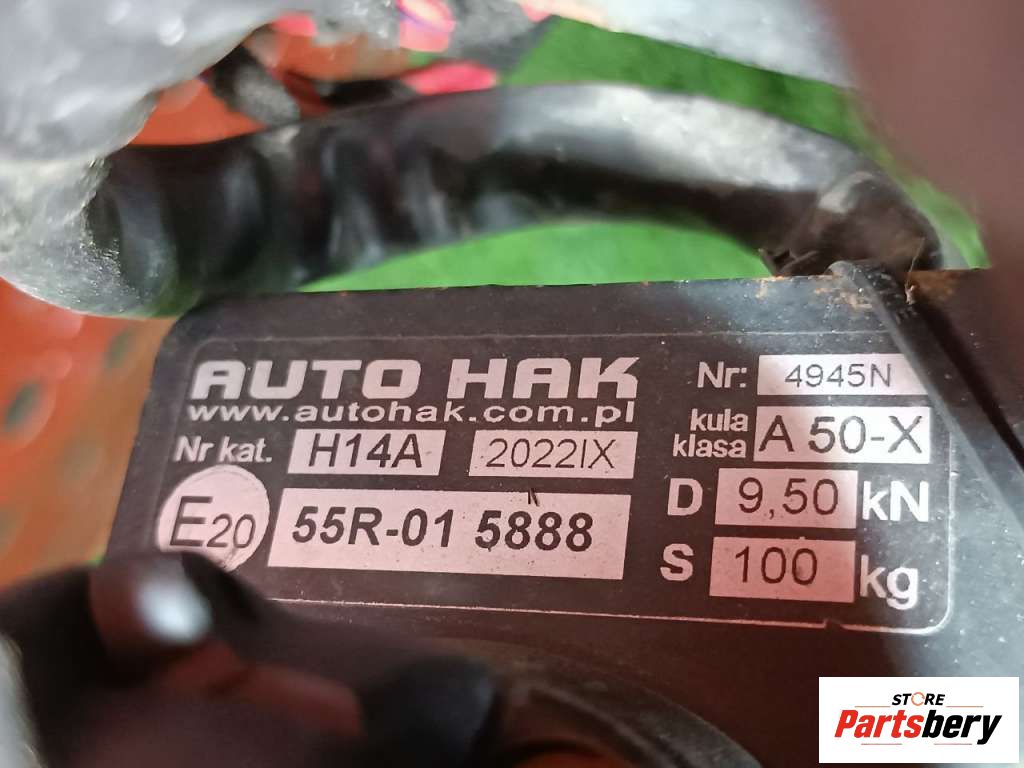 AUTO HAK
www.autohak.com.pl
Nr: 4945N
kula klasa A 50-X
Nr kat. H14A 2022IX
D 9,50 kN
E20 55R-01 5888
S 100 kg
STORE
Partsbery